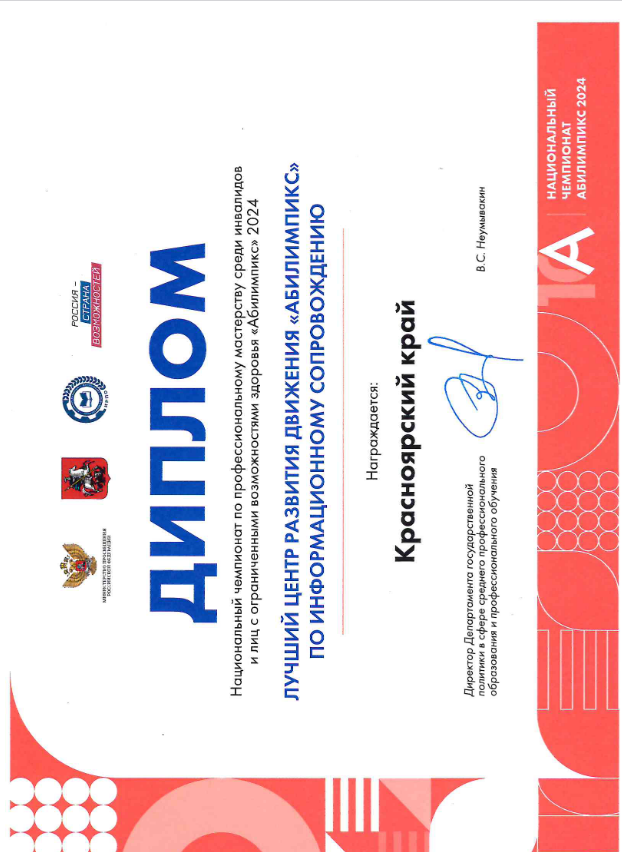 МИНИСТЕРСТВО ПРОСВЕЩЕНИЯ
РОССИЙСКОЙ ФЕДЕРАЦИИ
РОССИЯ –
СТРАНА
ВОЗМОЖНОСТЕЙ
ДИПЛОМ
Национальный чемпионат по профессиональному мастерству среди инвалидов
и лиц с ограниченными возможностями здоровья «Абилимпикс» 2024
ЛУЧШИЙ ЦЕНТР РАЗВИТИЯ ДВИЖЕНИЯ «АБИЛИМПИКС»
ПО ИНФОРМАЦИОННОМУ СОПРОВОЖДЕНИЮ
Награждается:
Красноярский край
Директор Департамента государственной
политики в сфере среднего профессионального
образования и профессионального обучения
В.С. Неумывакин
НАЦИОНАЛЬНЫЙ
ЧЕМПИОНАТ
АБИЛИМПИКС 2024